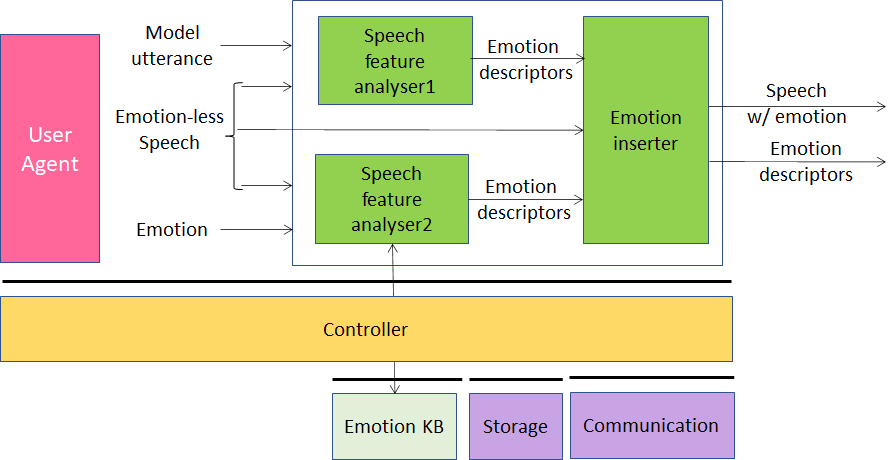 Model
utterance
Speech
feature
analyser1
Emotion
descriptors
User
Agent
Emotion-less
Speech
Emotion
inserter
Speech
w/ emotion
Emotion
descriptors
Speech
feature
analyser2
Emotion
descriptors
Emotion
Controller
Emotion KB
Storage
Communication